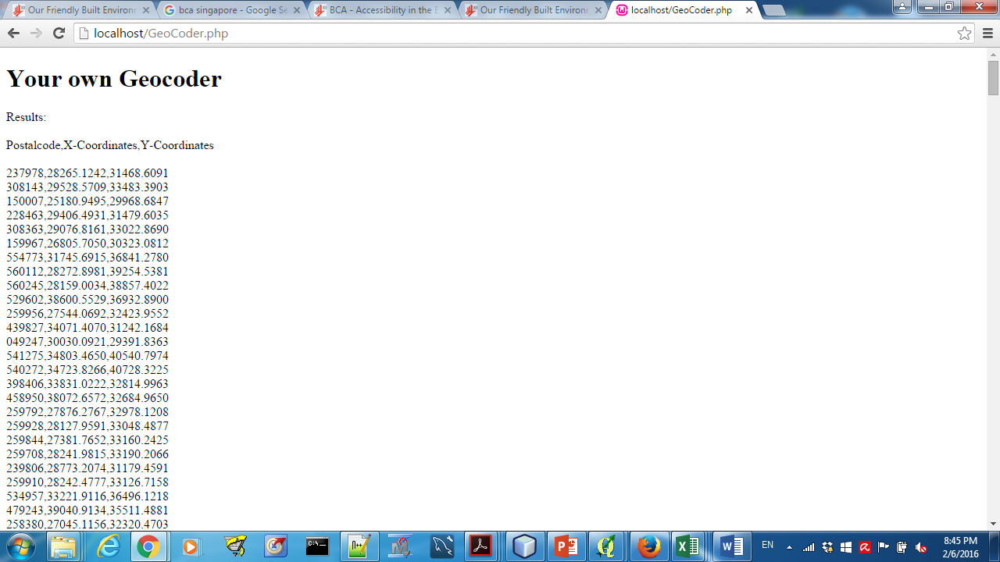 Our Friendly Built Environm
bca singapore - Google Se
BCA - Accessibility in the B
Our Friendly Built Environm
localhost/GeoCoder.php
localhost/GeoCoder.php
Your own Geocoder
Results:
Postalcode,X-Coordinates,Y-Coordinates
237978,28265.1242,31468.6091
308143,29528.5709,33483.3903
150007,25180.9495,29968.6847
228463,29406.4931,31479.6035
308363,29076.8161,33022.8690
159967,26805.7050,30323.0812
554773,31745.6915,36841.2780
560112,28272.8981,39254.5381
560245,28159.0034,38857.4022
529602,38600.5529,36932.8900
259956,27544.0692,32423.9552
439827,34071.4070,31242.1684
049247,30030.0921,29391.8363
541275,34803.4650,40540.7974
540272,34723.8266,40728.3225
398406,33831.0222,32814.9963
458950,38072.6572,32684.9650
259792,27876.2767,32978.1208
259928,28127.9591,33048.4877
259844,27381.7652,33160.2425
259708,28241.9815,33190.2066
239806,28773.2074,31179.4591
259910,28242.4777,33126.7158
534957,33221.9116,36496.1218
479243,39040.9134,35511.4881
258380,27045.1156,32320.4703
EN
8:45 PM
2/6/2016